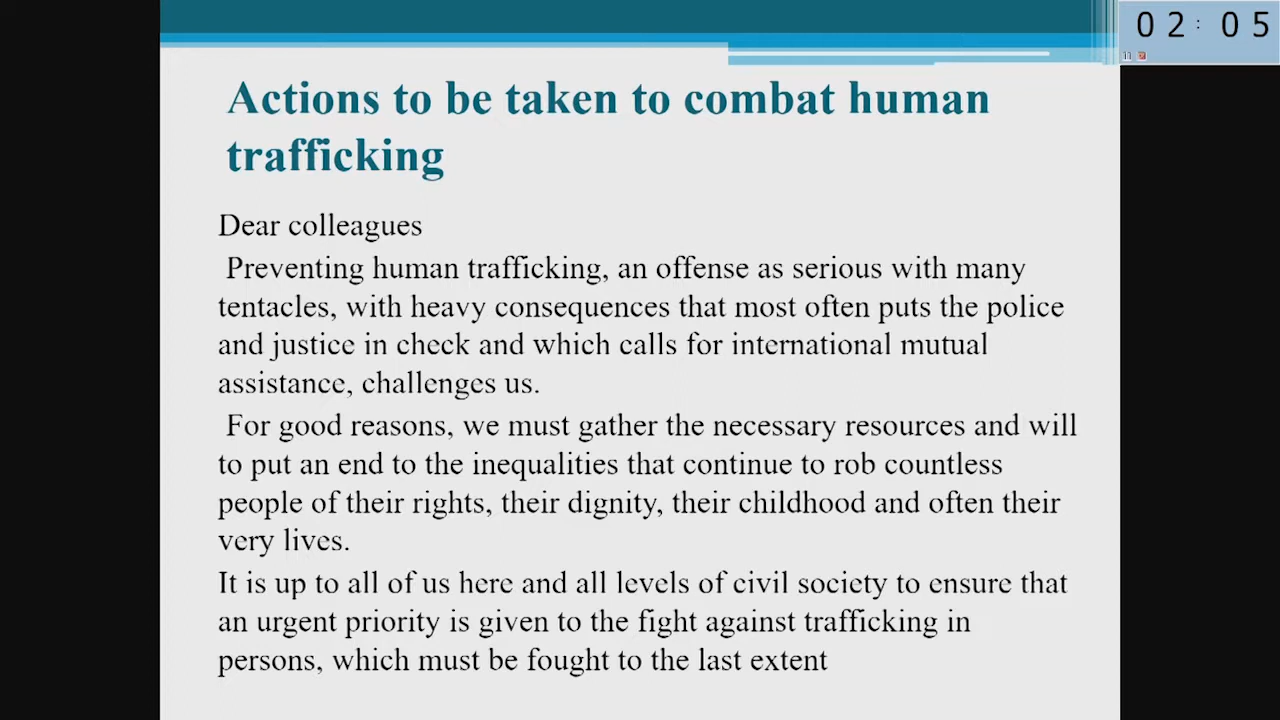 02:05
Actions to be taken to combat human
trafficking
Dear colleagues
Preventing human trafficking, an offense as serious with many
tentacles, with heavy consequences that most often puts the police
and justice in check and which calls for international mutual
assistance, challenges us.
For good reasons, we must gather the necessary resources and will
to put an end to the inequalities that continue to rob countless
people of their rights, their dignity, their childhood and often their
very lives.
It is up to all of us here and all levels of civil society to ensure that
an urgent priority is given to the fight against trafficking in
persons, which must be fought to the last extent